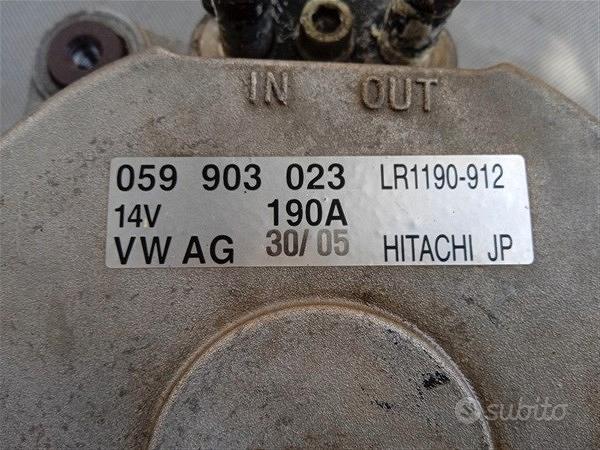 IN OUT
059 903 023 LR1190-912
14V 190A
VW AG 30/05 HITACHI JP
subito